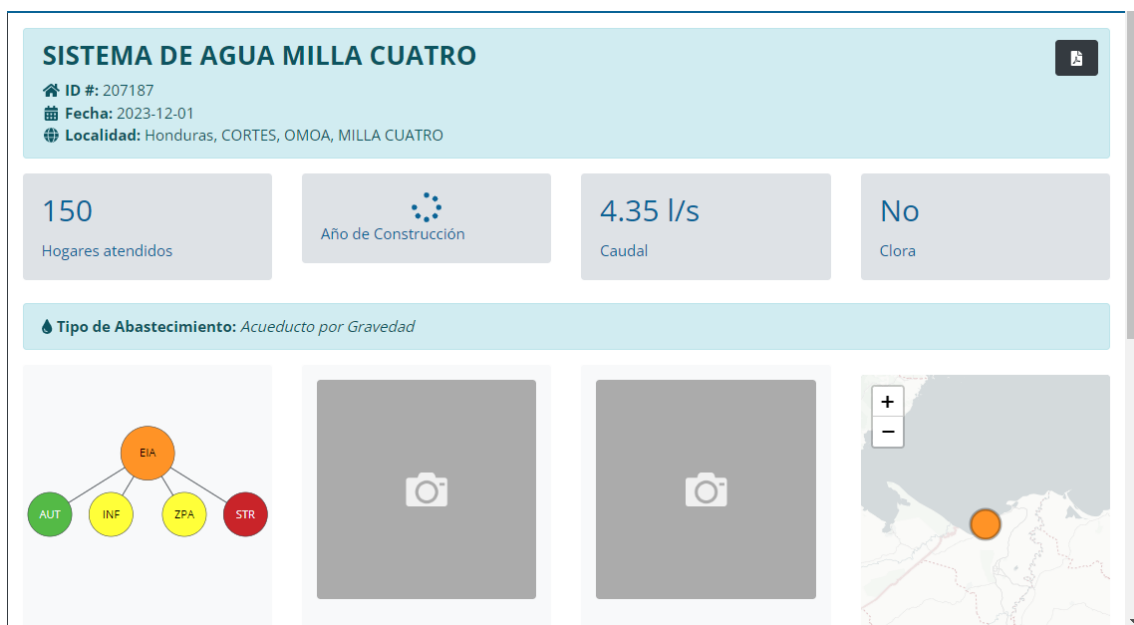 SISTEMA DE AGUA MILLA CUATRO
ID #: 207187
Fecha: 2023-12-01
Localidad: Honduras, CORTES, OMOA, MILLA CUATRO
150
Hogares atendidos
Año de Construcción
4.35 l/s
Caudal
No
Clora
Tipo de Abastecimiento: Acueducto por Gravedad
EIA
AUT
INF
ZPA
STR
+
−